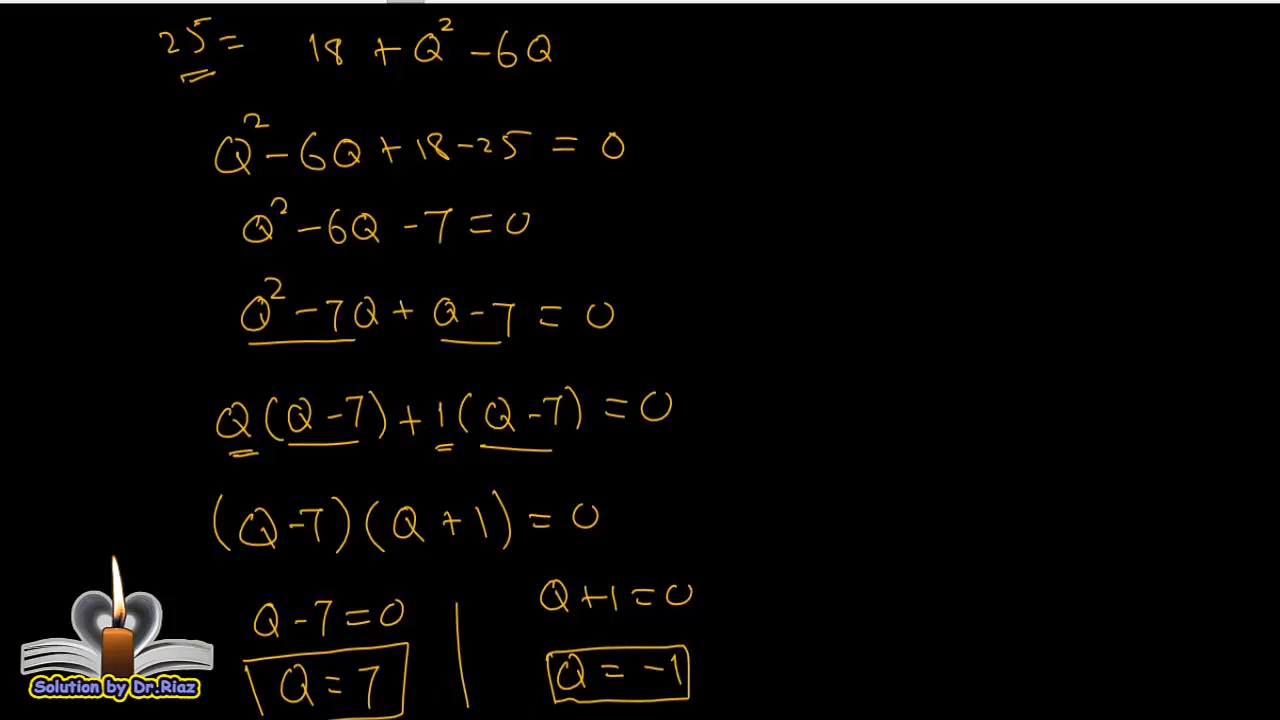 25 = 18 + Q² - 6Q
Q² - 6Q + 18 - 25 = 0
Q² - 6Q - 7 = 0
Q² - 7Q + Q - 7 = 0
Q(Q - 7) + 1(Q - 7) = 0
(Q - 7)(Q + 1) = 0
Q - 7 = 0
Q = 7
Q + 1 = 0
Q = -1
Solution by Dr.Riaz